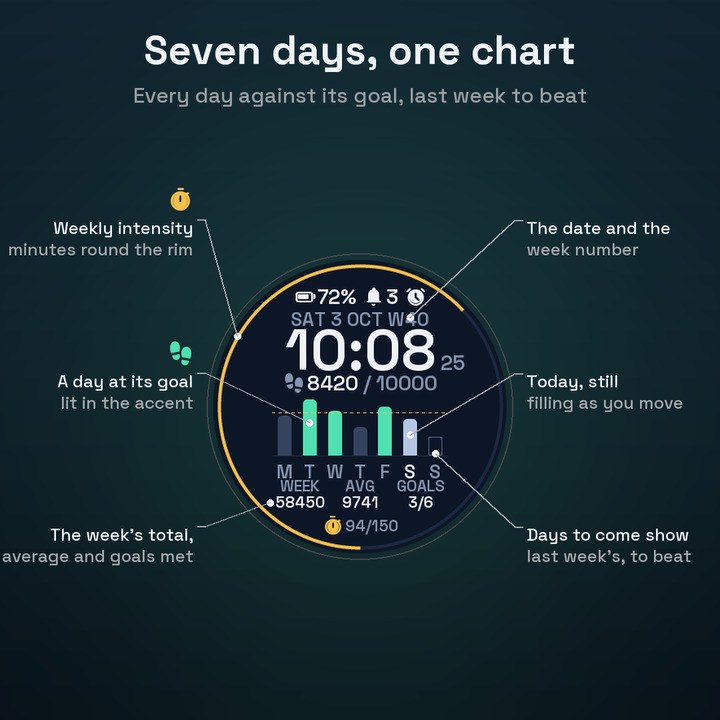 Seven days, one chart
Every day against its goal, last week to beat
Weekly intensity
minutes round the rim
The date and the
week number
72% 3
SAT 3 OCT W40
10:08 25
8420 / 10000
A day at its goal
lit in the accent
Today, still
filling as you move
M T W T F S S
WEEK AVG GOALS
58450 9741 3/6
94/150
The week's total,
average and goals met
Days to come show
last week's, to beat